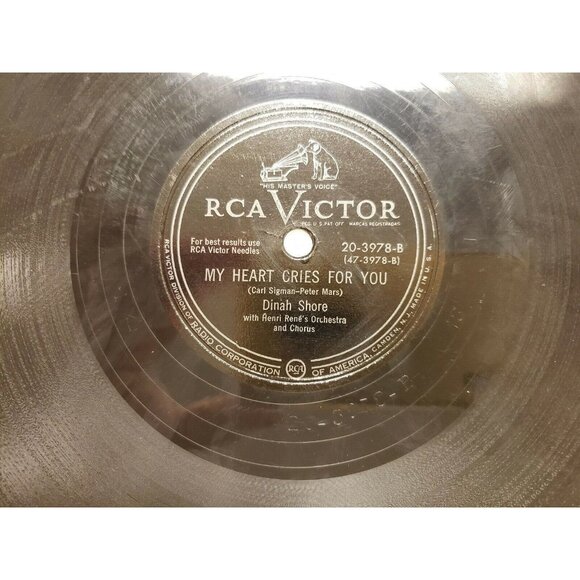 "HIS MASTER'S VOICE"
RCA VICTOR
REG. U.S. PAT. OFF. MARCAS REGISTRADAS
For best results use
RCA Victor Needles
20-3978-B
(47-3978-B)
MY HEART CRIES FOR YOU
(Carl Sigman-Peter Mars)
Dinah Shore
with Henri René's Orchestra
and Chorus
RCA VICTOR DIVISION OF RADIO CORPORATION RCA OF AMERICA, CAMDEN, N.J. MADE IN U.S.A.